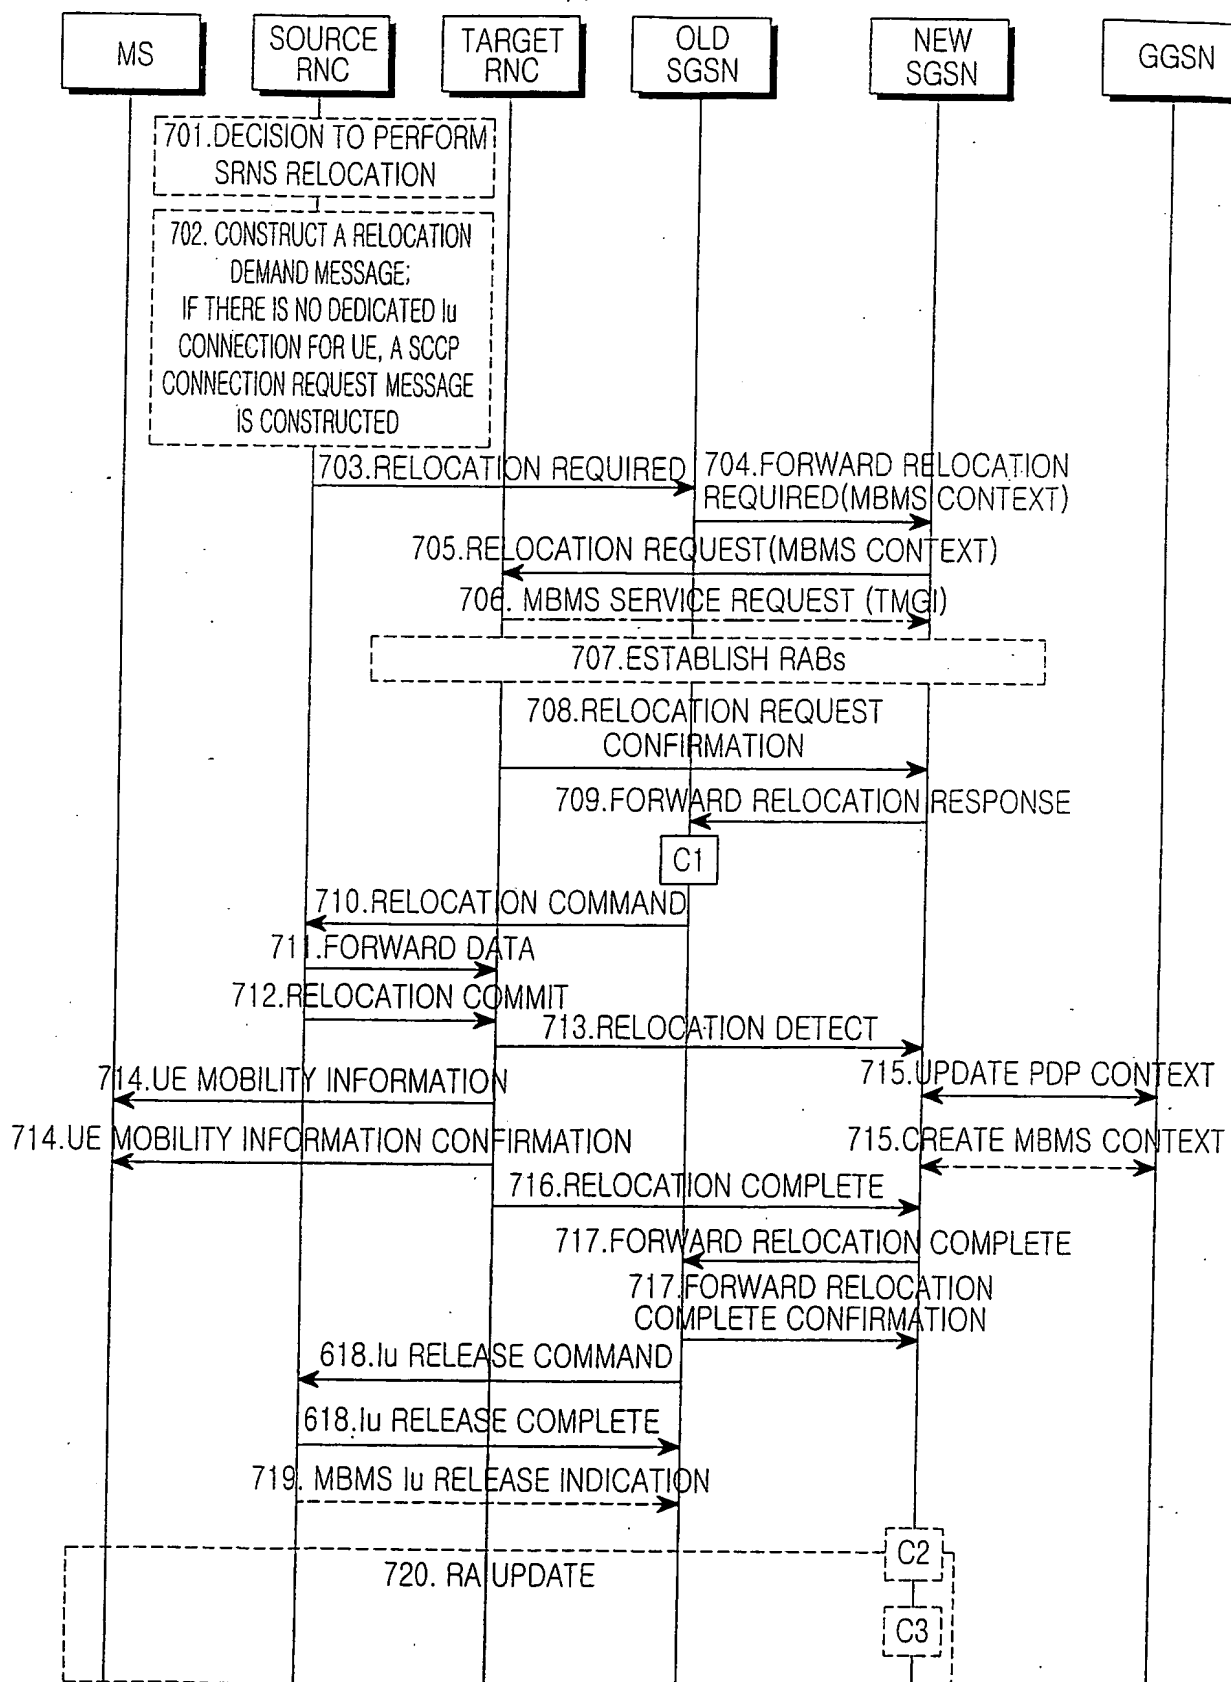 MS
SOURCE
RNC
TARGET
RNC
OLD
SGSN
NEW
SGSN
GGSN
701.DECISION TO PERFORM
SRNS RELOCATION
702. CONSTRUCT A RELOCATION
DEMAND MESSAGE;
IF THERE IS NO DEDICATED Iu
CONNECTION FOR UE, A SCCP
CONNECTION REQUEST MESSAGE
IS CONSTRUCTED
703.RELOCATION REQUIRED
704.FORWARD RELOCATION
REQUIRED(MBMS CONTEXT)
705.RELOCATION REQUEST(MBMS CONTEXT)
706. MBMS SERVICE REQUEST (TMGI)
707.ESTABLISH RABs
708.RELOCATION REQUEST
CONFIRMATION
709.FORWARD RELOCATION RESPONSE
C1
710.RELOCATION COMMAND
711.FORWARD DATA
712.RELOCATION COMMIT
713.RELOCATION DETECT
714.UE MOBILITY INFORMATION
715.UPDATE PDP CONTEXT
714.UE MOBILITY INFORMATION CONFIRMATION
715.CREATE MBMS CONTEXT
716.RELOCATION COMPLETE
717.FORWARD RELOCATION COMPLETE
717.FORWARD RELOCATION
COMPLETE CONFIRMATION
618.Iu RELEASE COMMAND
618.Iu RELEASE COMPLETE
719. MBMS Iu RELEASE INDICATION
C2
720. RA UPDATE
C3